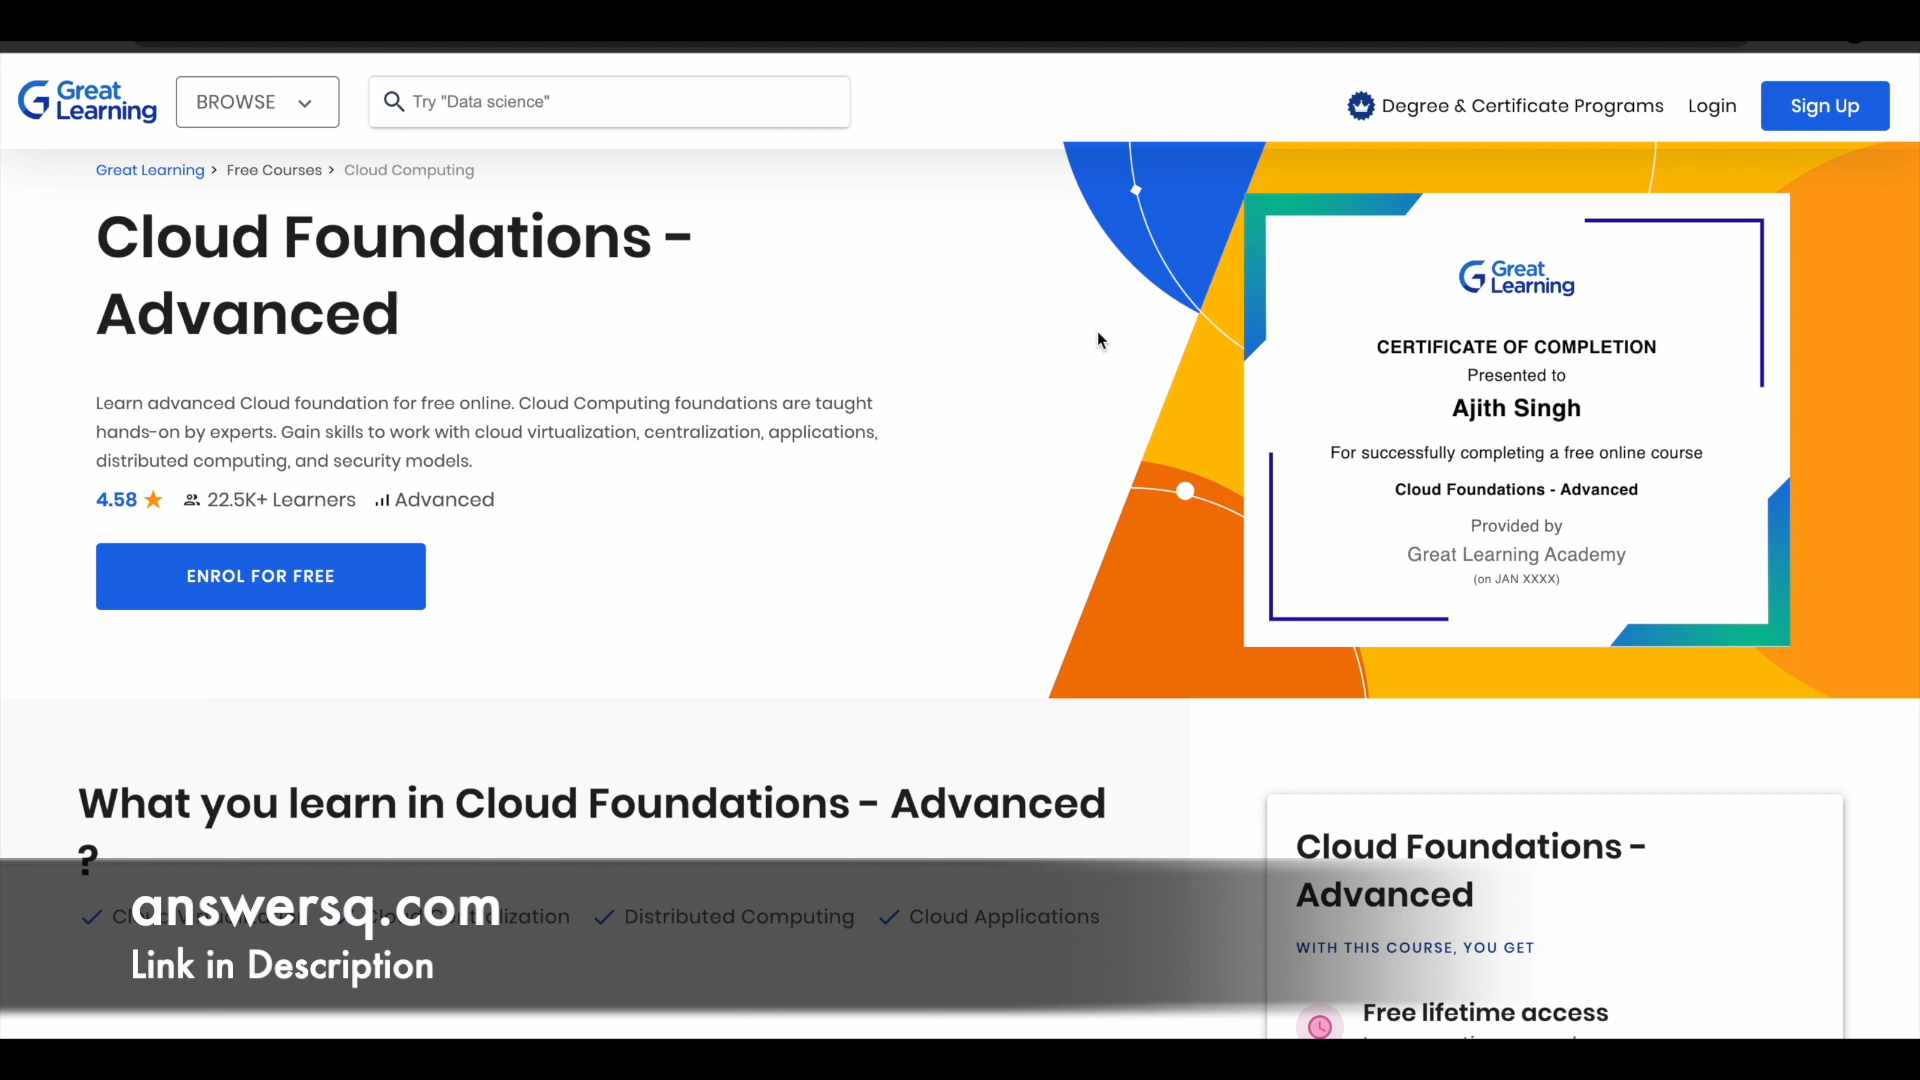 Great
Learning
BROWSE
Try "Data science"
Degree & Certificate Programs
Login
Sign Up
Great Learning > Free Courses > Cloud Computing
Cloud Foundations -
Advanced
Learn advanced Cloud foundation for free online. Cloud Computing foundations are taught
hands-on by experts. Gain skills to work with cloud virtualization, centralization, applications,
distributed computing, and security models.
4.58 ★ 22.5K+ Learners Advanced
ENROL FOR FREE
Great
Learning
CERTIFICATE OF COMPLETION
Presented to
Ajith Singh
For successfully completing a free online course
Cloud Foundations - Advanced
Provided by
Great Learning Academy
(on JAN XXXX)
What you learn in Cloud Foundations - Advanced
?
Distributed Computing
Cloud Applications
answersq.com
Link in Description
Cloud Foundations -
Advanced
WITH THIS COURSE, YOU GET
Free lifetime access